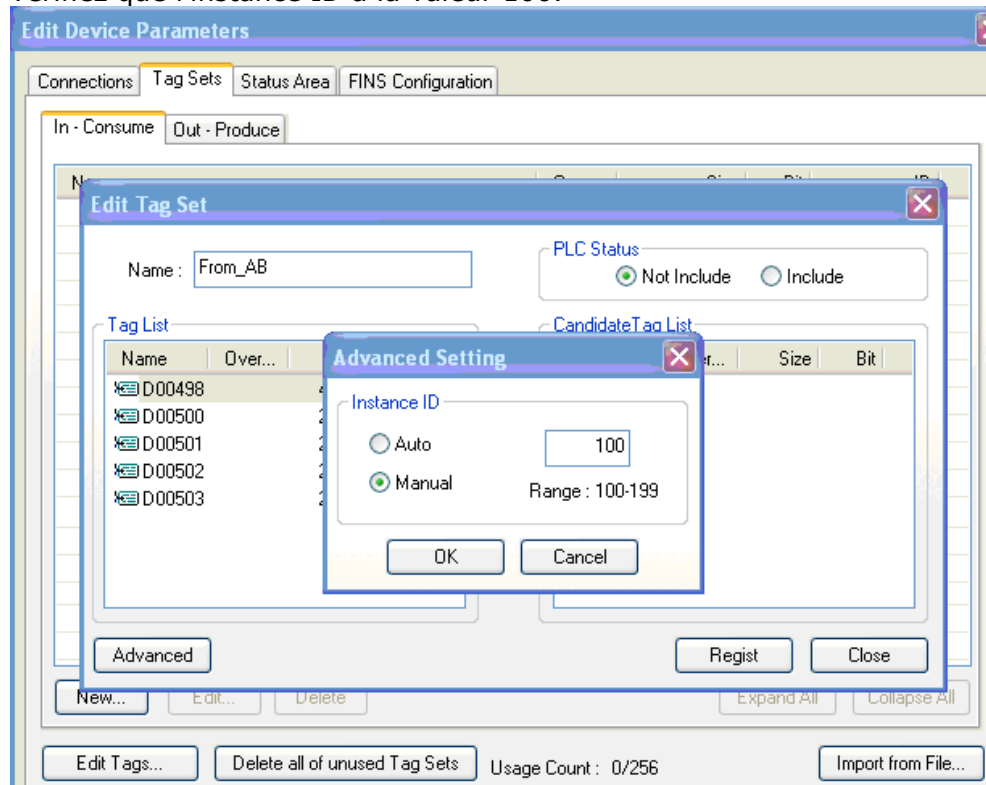 Vérifiez que l'Instance ID a la valeur 100.
Edit Device Parameters
Connections Tag Sets Status Area FINS Configuration
In - Consume Out - Produce
Edit Tag Set
Name : From_AB
PLC Status
Not Include Include
Tag List
CandidateTag List
Name Over...
Size Bit
D00498
D00500
D00501
D00502
D00503
Advanced Setting
Instance ID
Auto 100
Manual
Range : 100-199
OK Cancel
Advanced Regist Close
New... Edit... Delete Expand All Collapse All
Edit Tags... Delete all of unused Tag Sets Usage Count : 0/256 Import from File...